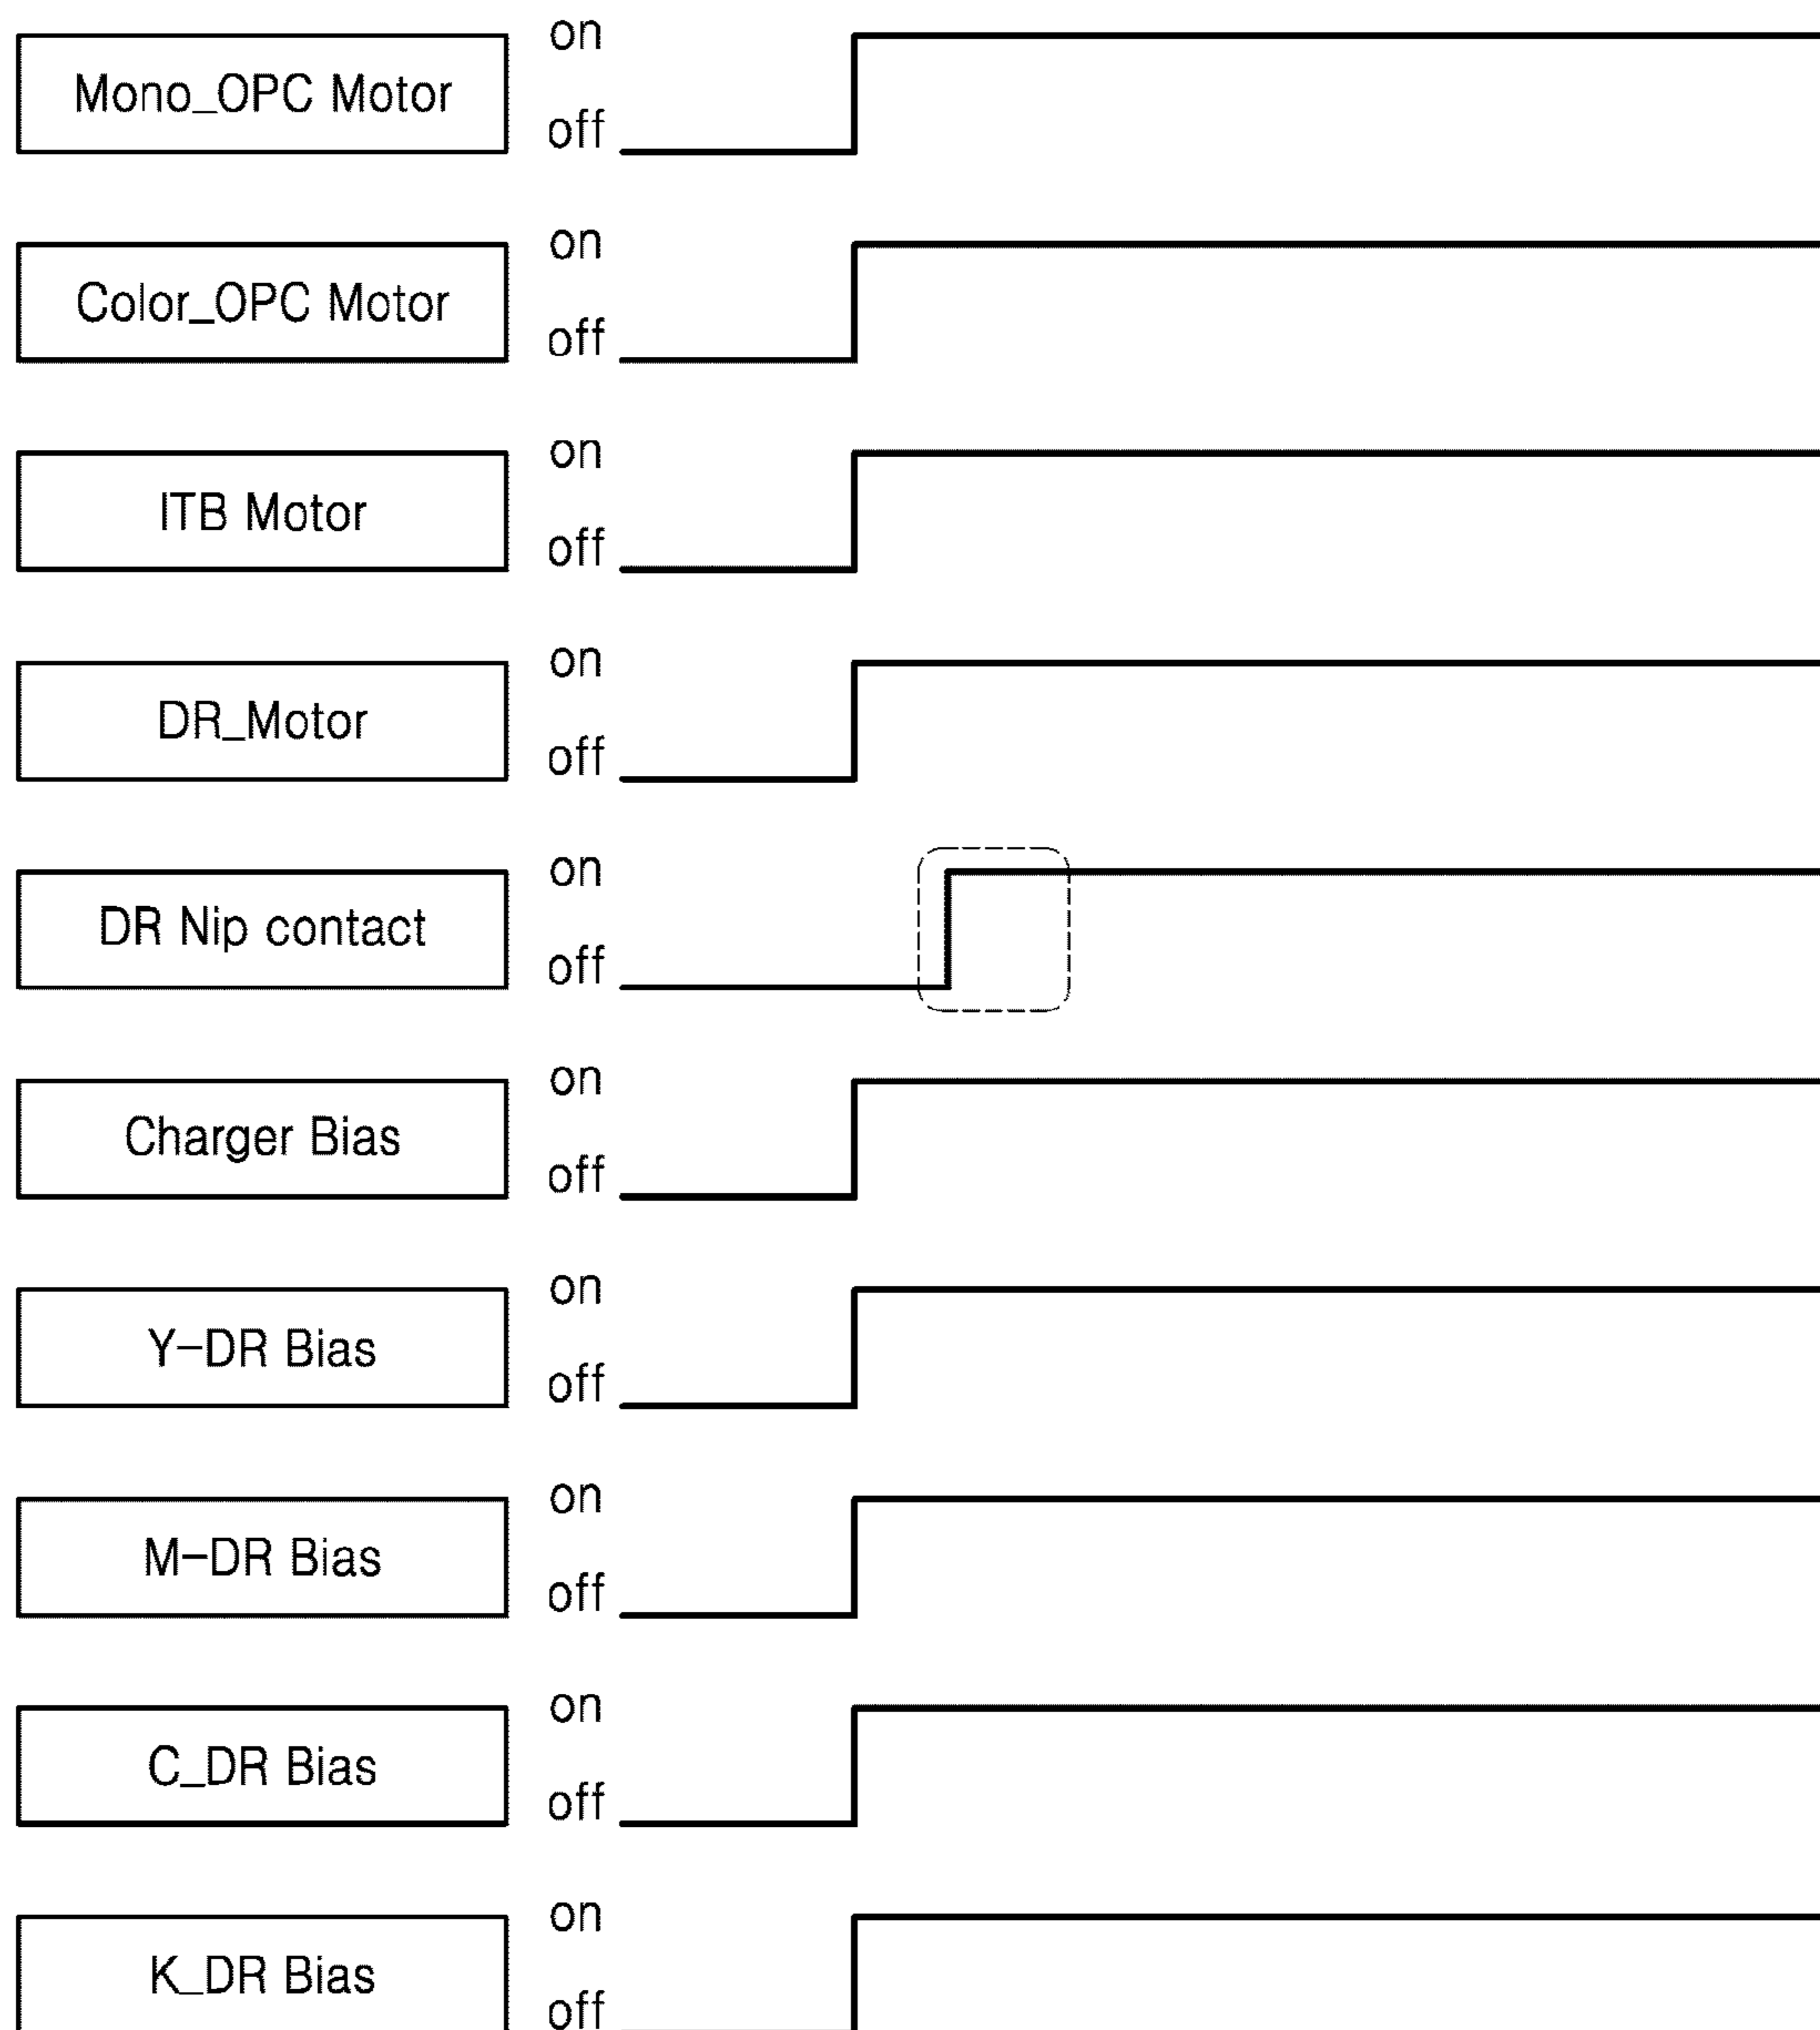 on
Mono_OPC Motor
off
on
Color_OPC Motor
off
on
ITB Motor
off
on
DR_Motor
off
on
DR Nip contact
off
on
Charger Bias
off
on
Y-DR Bias
off
on
M-DR Bias
off
on
C_DR Bias
off
on
K_DR Bias
off